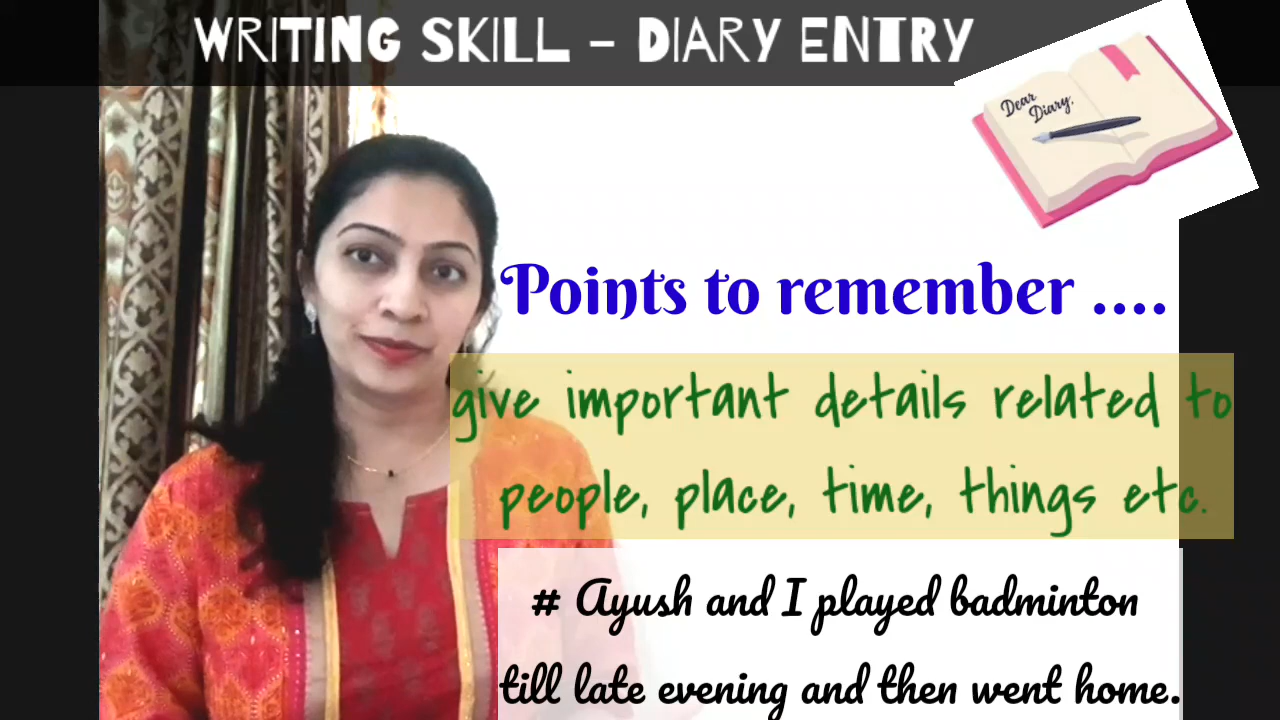 WRITING SKILL – DIARY ENTRY
Dear
Diary,
Points to remember ....
give important details related to
people, place, time, things etc.
# Ayush and I played badminton
till late evening and then went home.